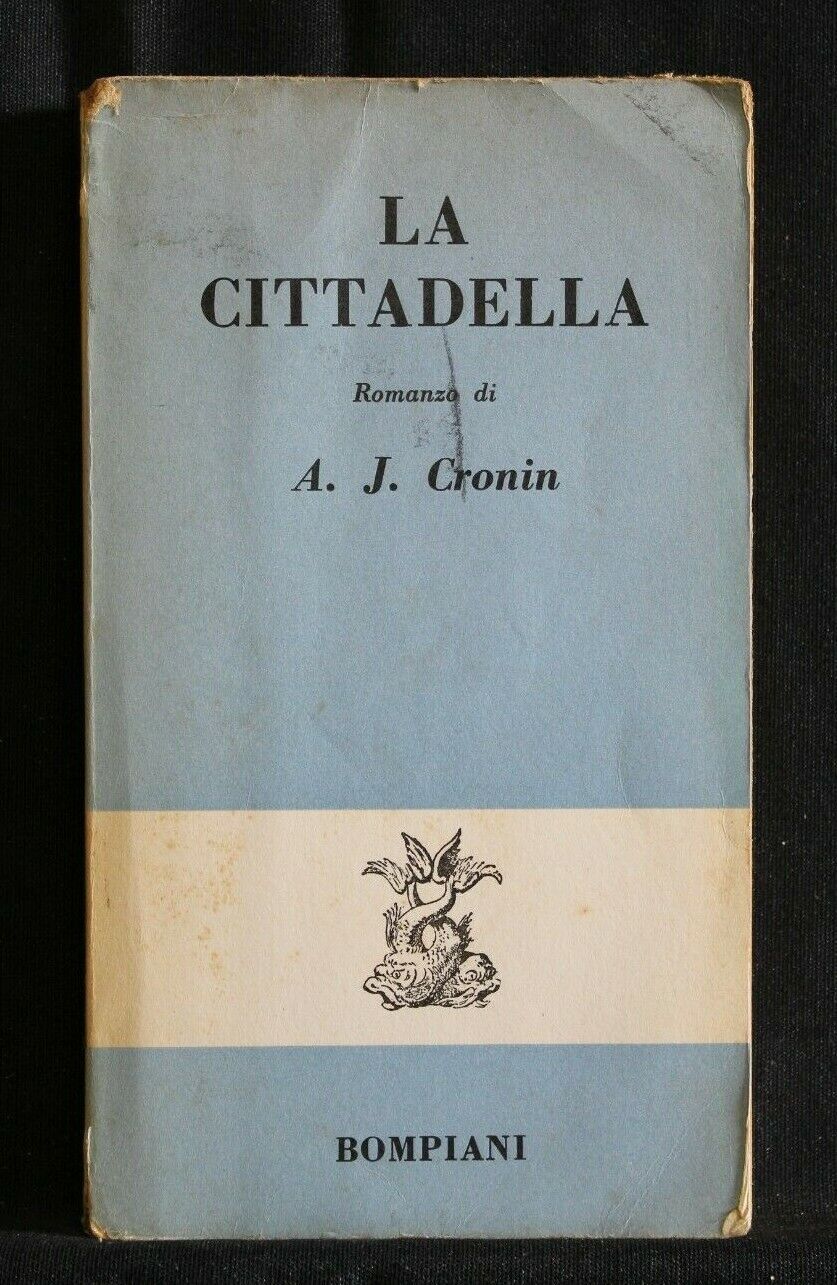 LA
CITTADELLA
Romanzo di
A. J. Cronin
BOMPIANI